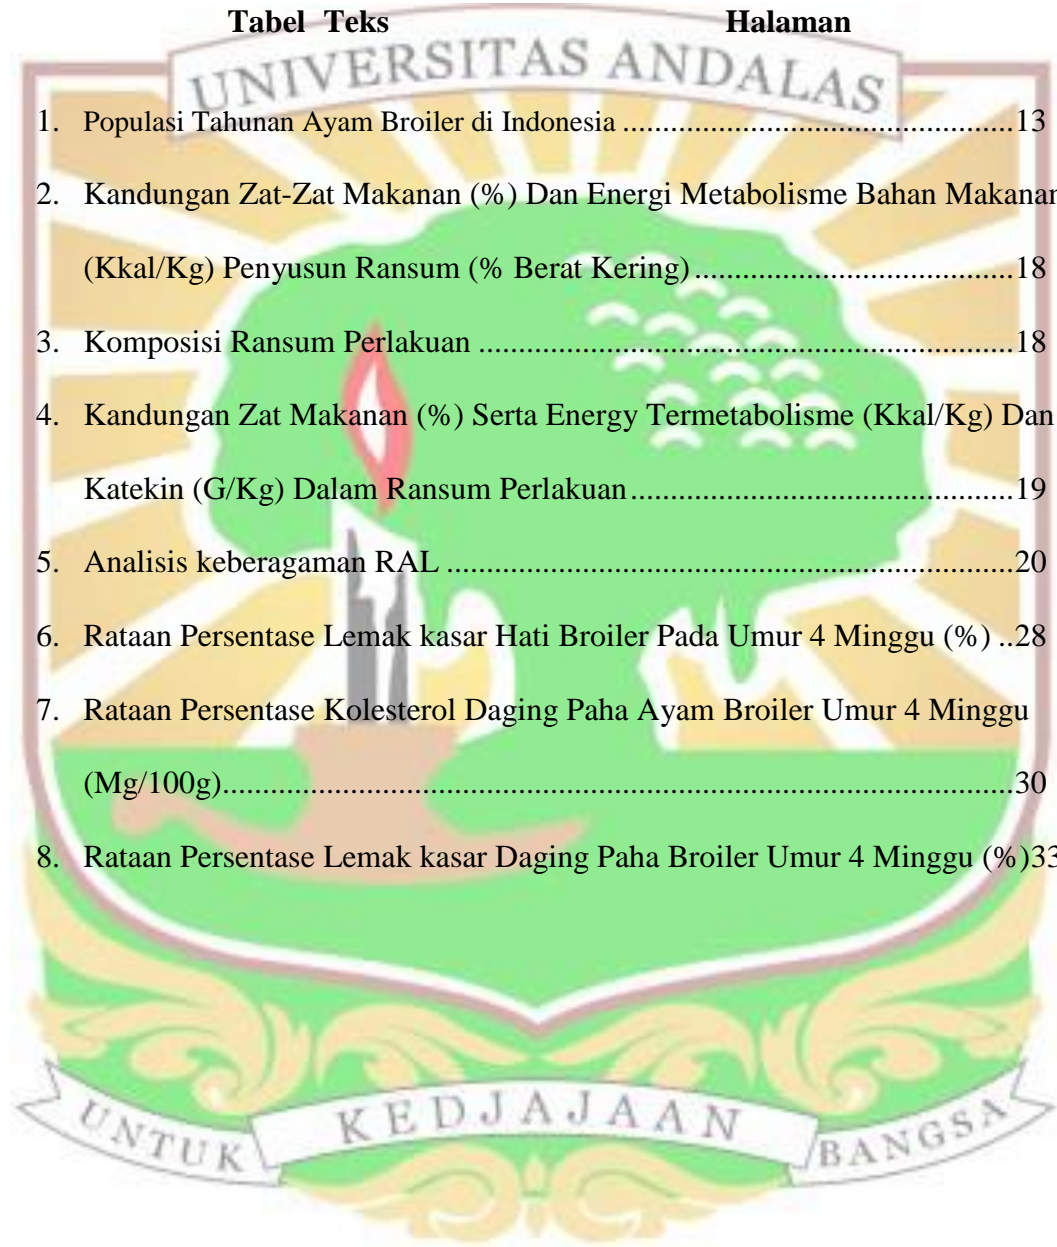 Tabel Teks Halaman
UNIVERSITAS ANDALAS
1. Populasi Tahunan Ayam Broiler di Indonesia .................................................13
2. Kandungan Zat-Zat Makanan (%) Dan Energi Metabolisme Bahan Makanan
(Kkal/Kg) Penyusun Ransum (% Berat Kering) ........................................18
3. Komposisi Ransum Perlakuan ...................................................................18
4. Kandungan Zat Makanan (%) Serta Energy Termetabolisme (Kkal/Kg) Dan
Katekin (G/Kg) Dalam Ransum Perlakuan ................................................19
5. Analisis keberagaman RAL .......................................................................20
6. Rataan Persentase Lemak kasar Hati Broiler Pada Umur 4 Minggu (%) ..28
7. Rataan Persentase Kolesterol Daging Paha Ayam Broiler Umur 4 Minggu
(Mg/100g)...................................................................................................30
8. Rataan Persentase Lemak kasar Daging Paha Broiler Umur 4 Minggu (%)33
UNTUK KEDJAJAAN BANGSA